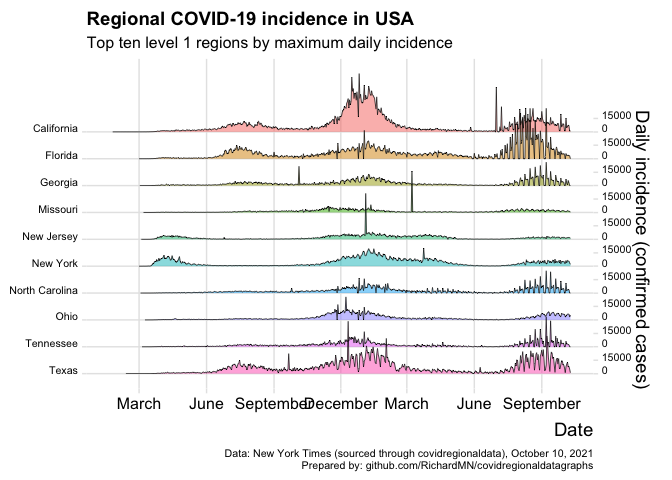 Regional COVID-19 incidence in USA
Top ten level 1 regions by maximum daily incidence
California
Florida
Georgia
Missouri
New Jersey
New York
North Carolina
Ohio
Tennessee
Texas
15000
0
15000
0
15000
0
15000
0
15000
0
15000
0
15000
0
15000
0
15000
0
15000
0
Daily incidence (confirmed cases)
March June September December March June September
Date
Data: New York Times (sourced through covidregionaldata), October 10, 2021
Prepared by: github.com/RichardMN/covidregionaldatagraphs